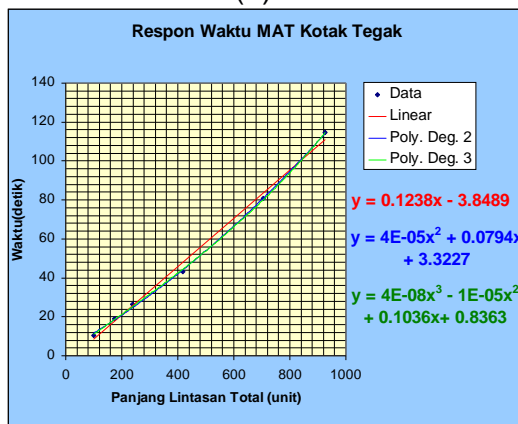 Respon Waktu MAT Kotak Tegak
140
120
100
80
60
40
20
0
0 200 400 600 800 1000
Waktu(detik)
Panjang Lintasan Total (unit)
Data
Linear
Poly. Deg. 2
Poly. Deg. 3
y = 0.1238x - 3.8489
y = 4E-05x² + 0.0794x
+ 3.3227
y = 4E-08x³ - 1E-05x²
+ 0.1036x+ 0.8363